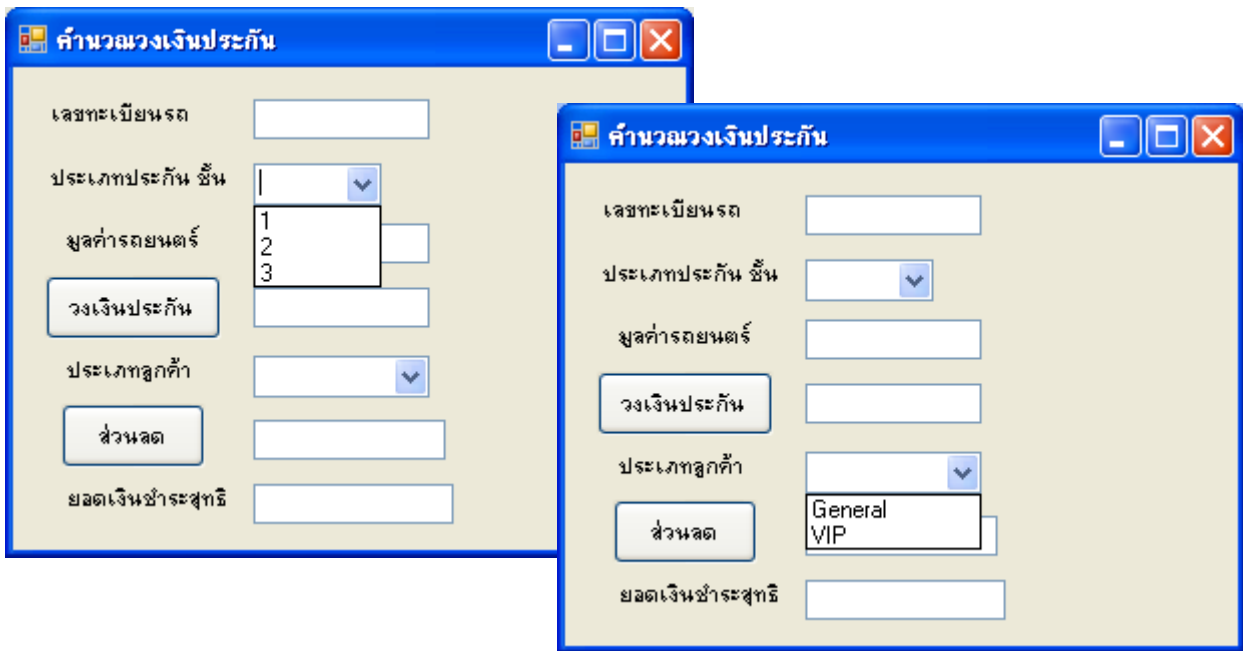 คำนวณวงเงินประกัน
เลขทะเบียนรถ
ประเภทประกัน ชั้น
1
2
3
มูลค่ารถยนตร์
วงเงินประกัน
ประเภทลูกค้า
ส่วนลด
ยอดเงินชำระสุทธิ
คำนวณวงเงินประกัน
เลขทะเบียนรถ
ประเภทประกัน ชั้น
มูลค่ารถยนตร์
วงเงินประกัน
ประเภทลูกค้า
General
VIP
ส่วนลด
ยอดเงินชำระสุทธิ